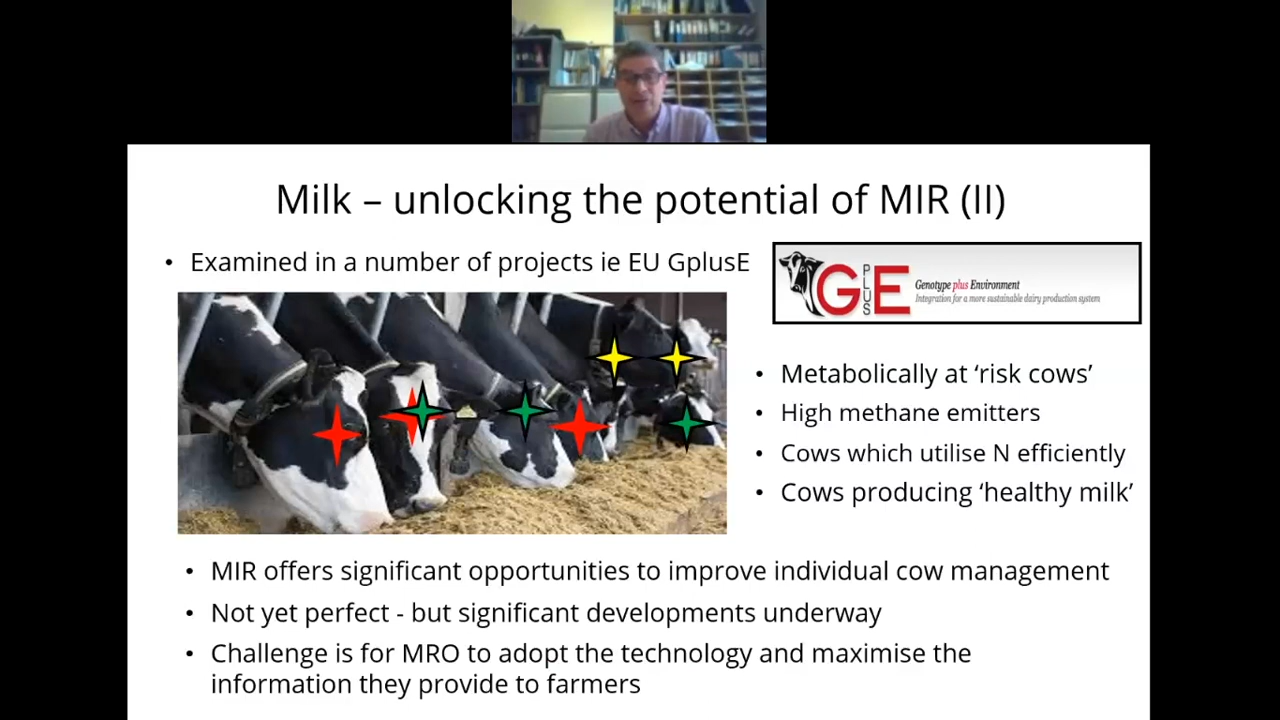 Milk – unlocking the potential of MIR (II)
• Examined in a number of projects ie EU GplusE
G PLUS E
Genotype plus Environment
Integration for a more sustainable dairy production system
• Metabolically at ‘risk cows’
• High methane emitters
• Cows which utilise N efficiently
• Cows producing ‘healthy milk’
• MIR offers significant opportunities to improve individual cow management
• Not yet perfect - but significant developments underway
• Challenge is for MRO to adopt the technology and maximise the
information they provide to farmers